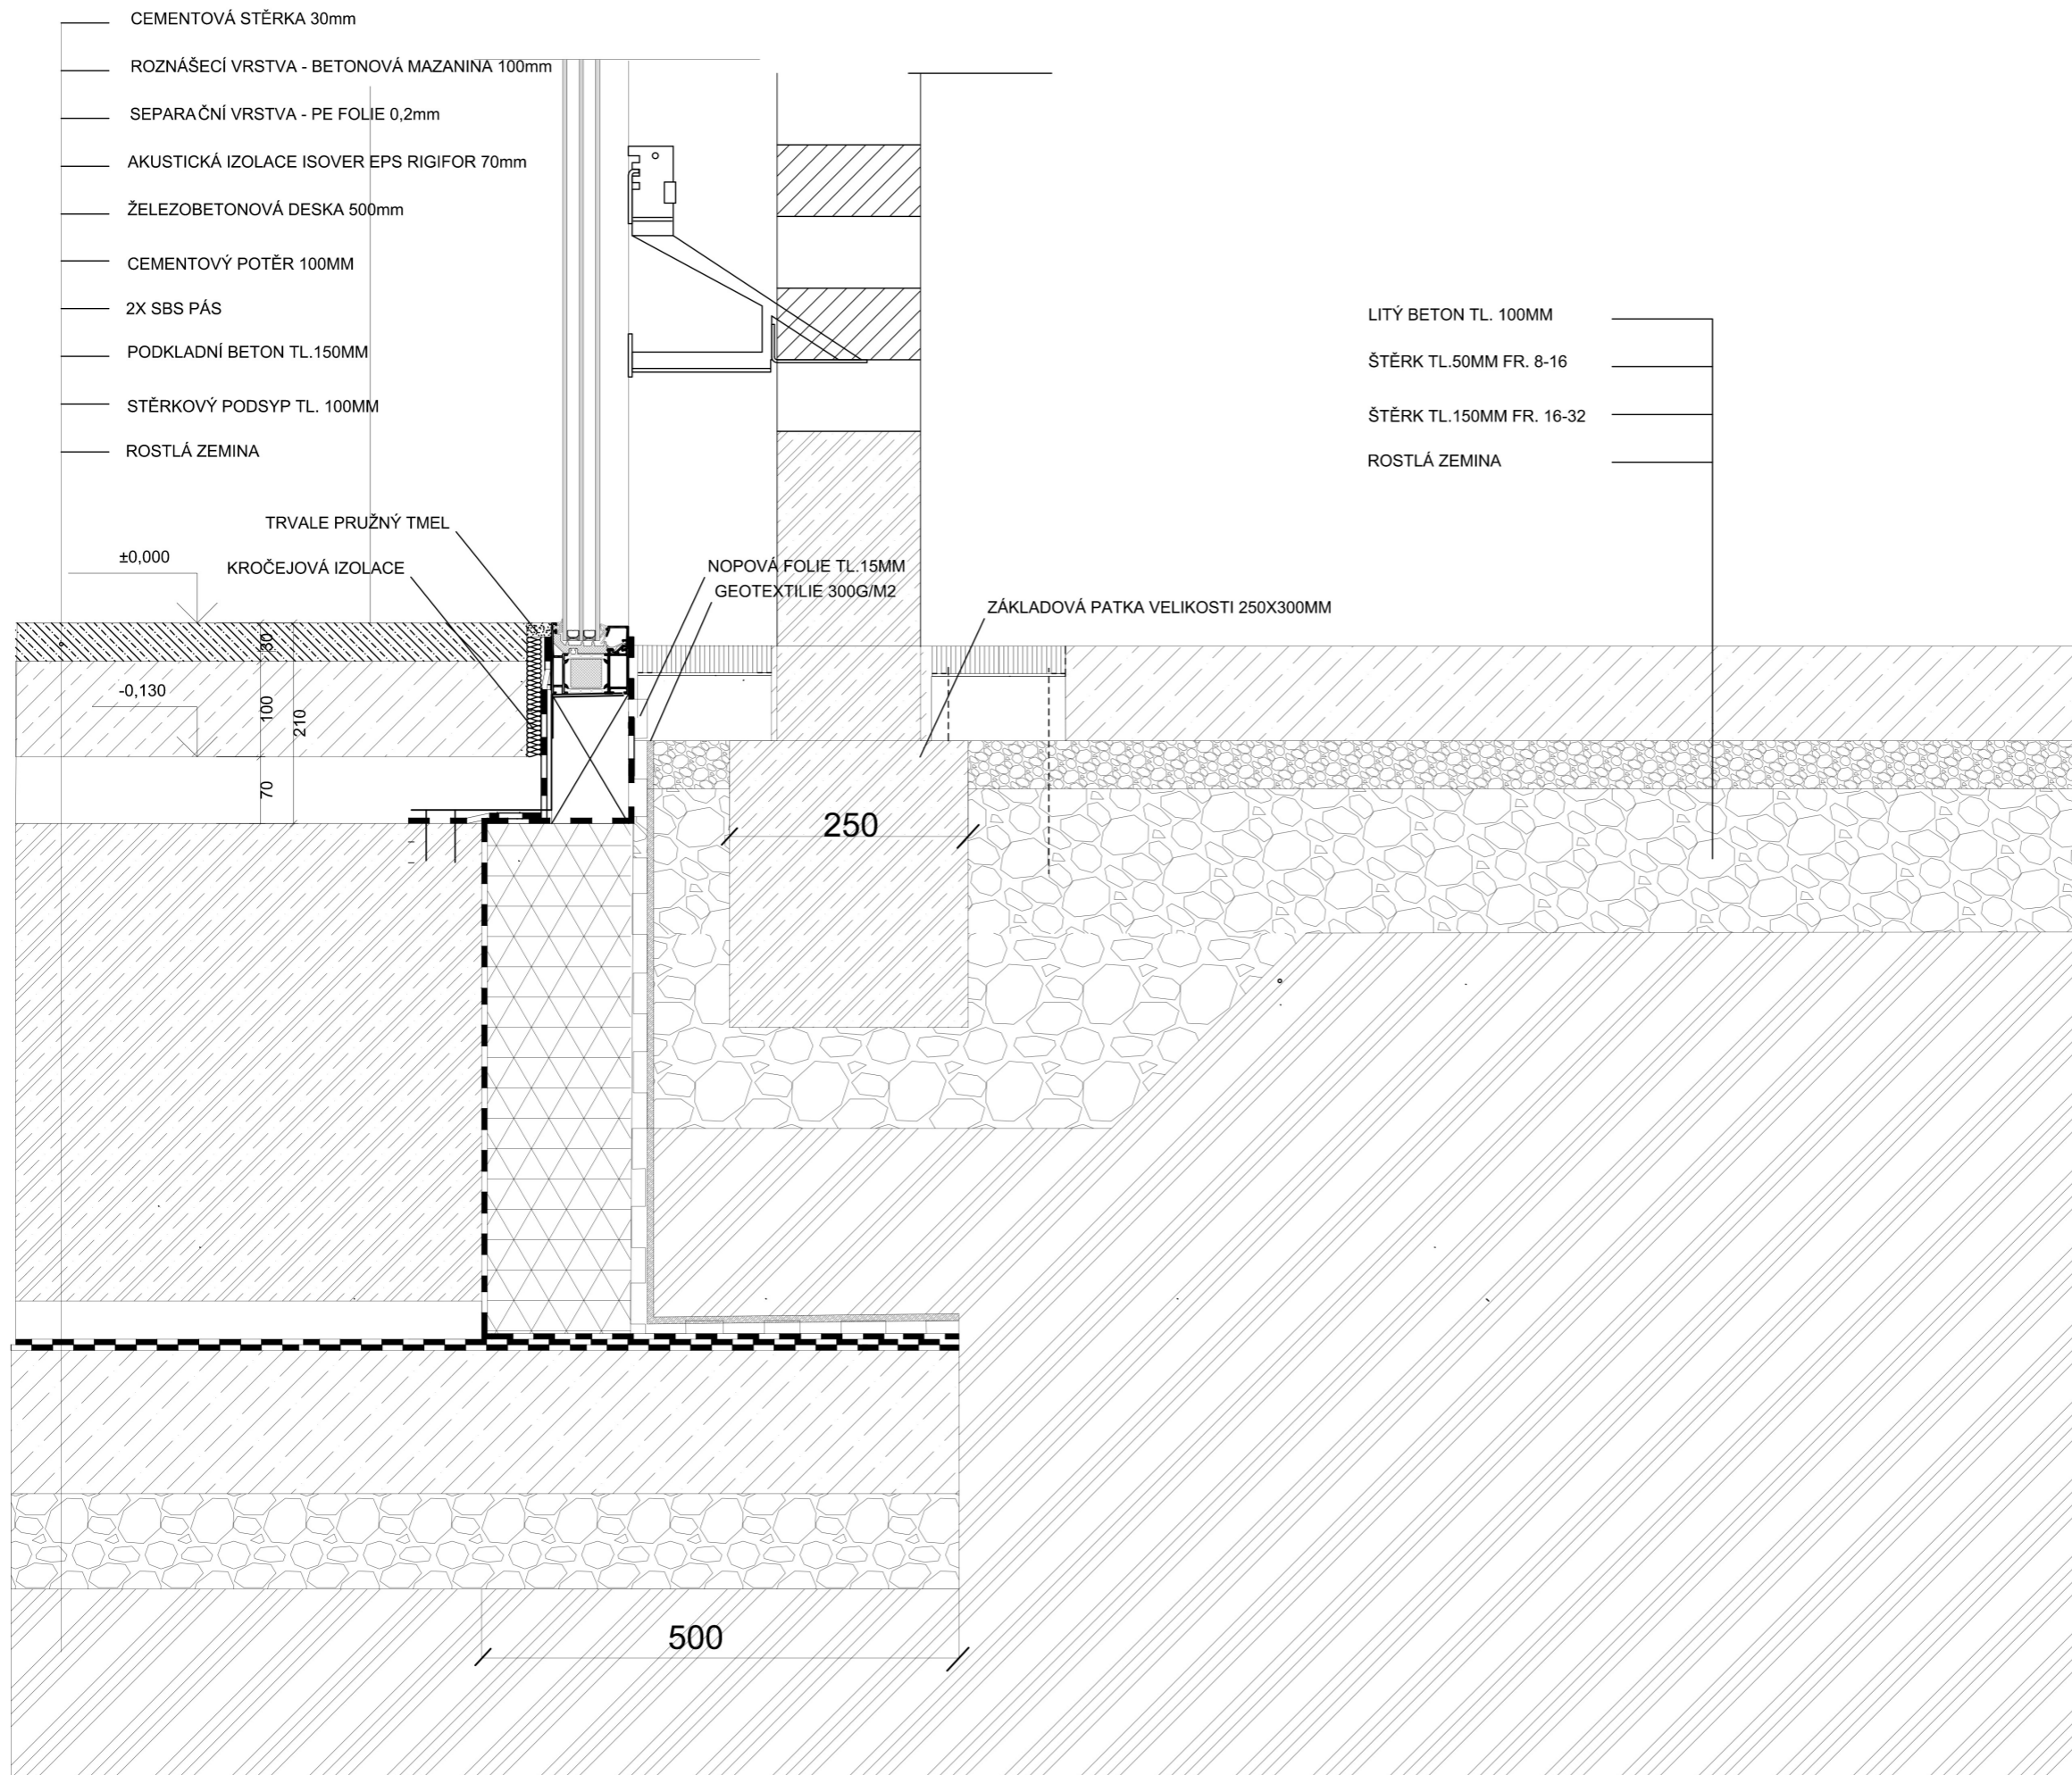 CEMENTOVÁ STĚRKA 30mm
ROZNÁŠECÍ VRSTVA - BETONOVÁ MAZANINA 100mm
SEPARAČNÍ VRSTVA - PE FOLIE 0,2mm
AKUSTICKÁ IZOLACE ISOVER EPS RIGIFOR 70mm
ŽELEZOBETONOVÁ DESKA 500mm
CEMENTOVÝ POTĚR 100MM
2X SBS PÁS
PODKLADNÍ BETON TL.150MM
STĚRKOVÝ PODSYP TL. 100MM
ROSTLÁ ZEMINA
LITÝ BETON TL. 100MM
ŠTĚRK TL.50MM FR. 8-16
ŠTĚRK TL.150MM FR. 16-32
ROSTLÁ ZEMINA
TRVALE PRUŽNÝ TMEL
KROČEJOVÁ IZOLACE
±0,000
NOPOVÁ FOLIE TL.15MM
GEOTEXTILIE 300G/M2
ZÁKLADOVÁ PATKA VELIKOSTI 250X300MM
30
-0,130
100
210
70
250
500